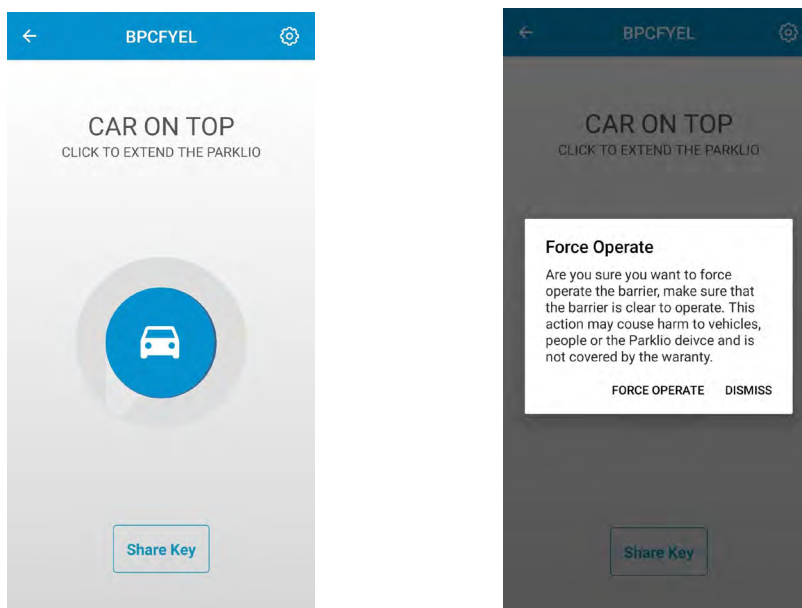 BPCFYEL
CAR ON TOP
CLICK TO EXTEND THE PARKLIO
Share Key
BPCFYEL
CAR ON TOP
CLICK TO EXTEND THE PARKLIO
Force Operate
Are you sure you want to force
operate the barrier, make sure that
the barrier is clear to operate. This
action may couse harm to vehicles,
people or the Parklio deivce and is
not covered by the waranty.
FORCE OPERATE DISMISS
Share Key